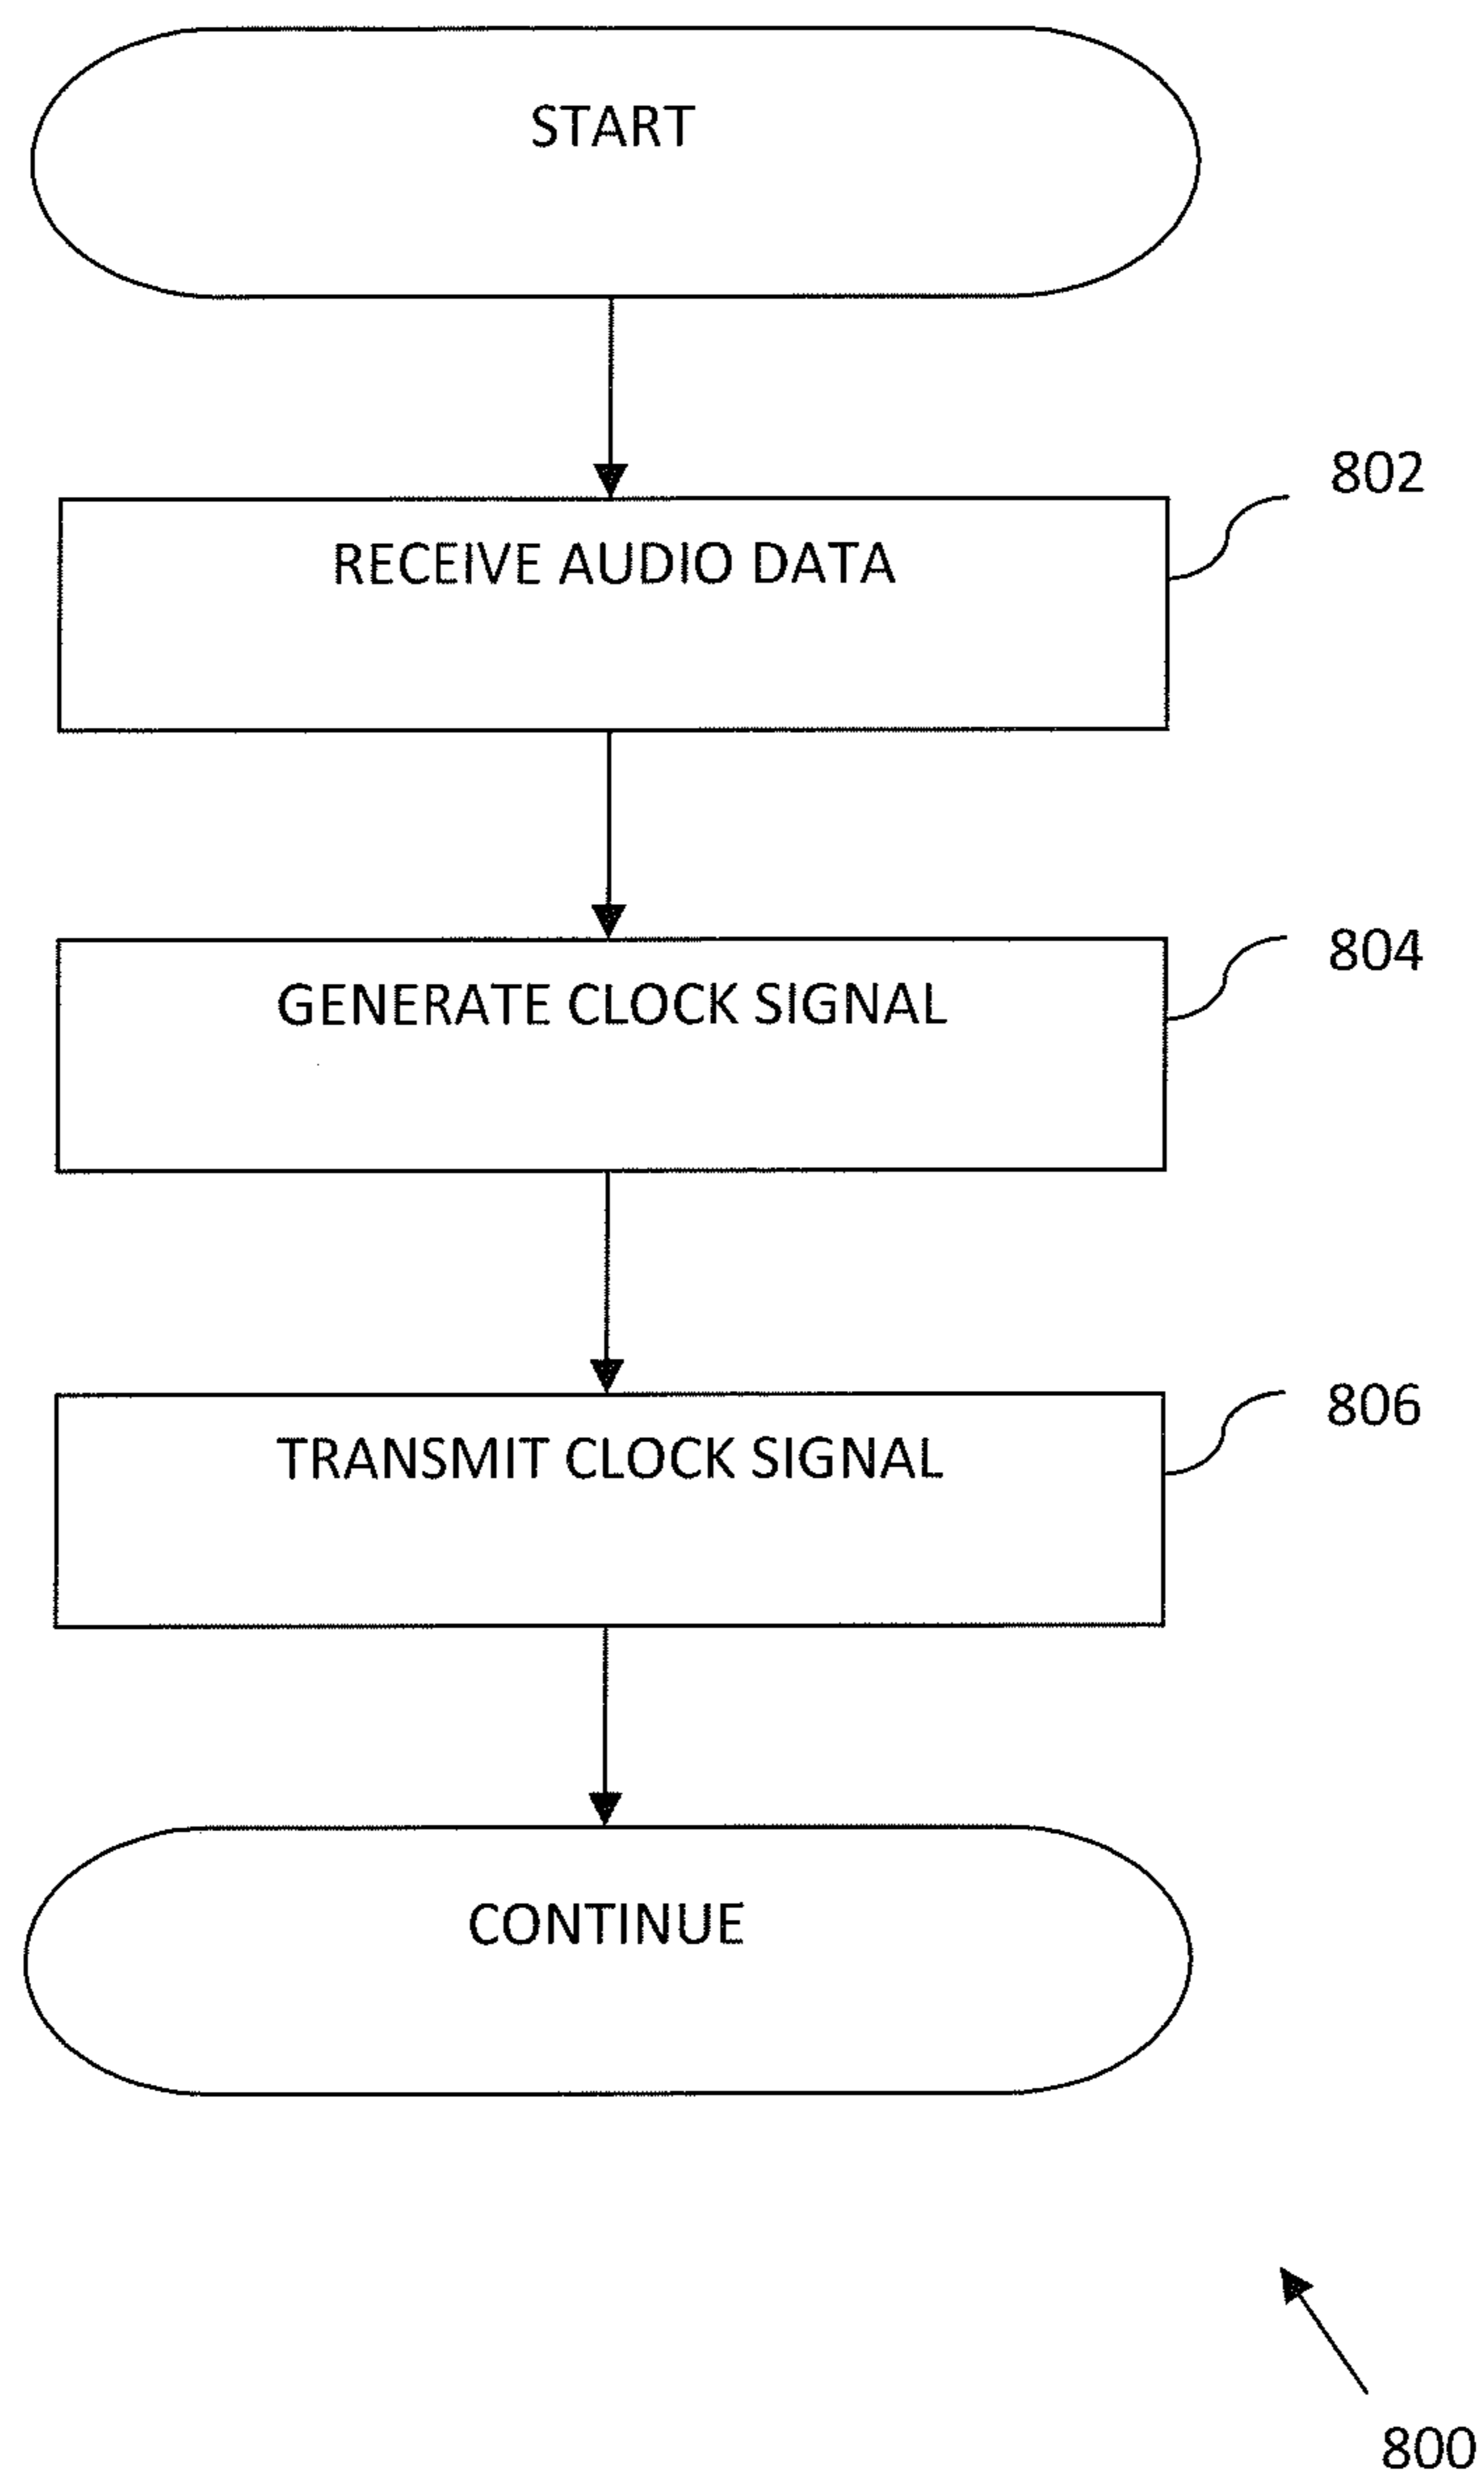 START
802
RECEIVE AUDIO DATA
804
GENERATE CLOCK SIGNAL
806
TRANSMIT CLOCK SIGNAL
CONTINUE
800